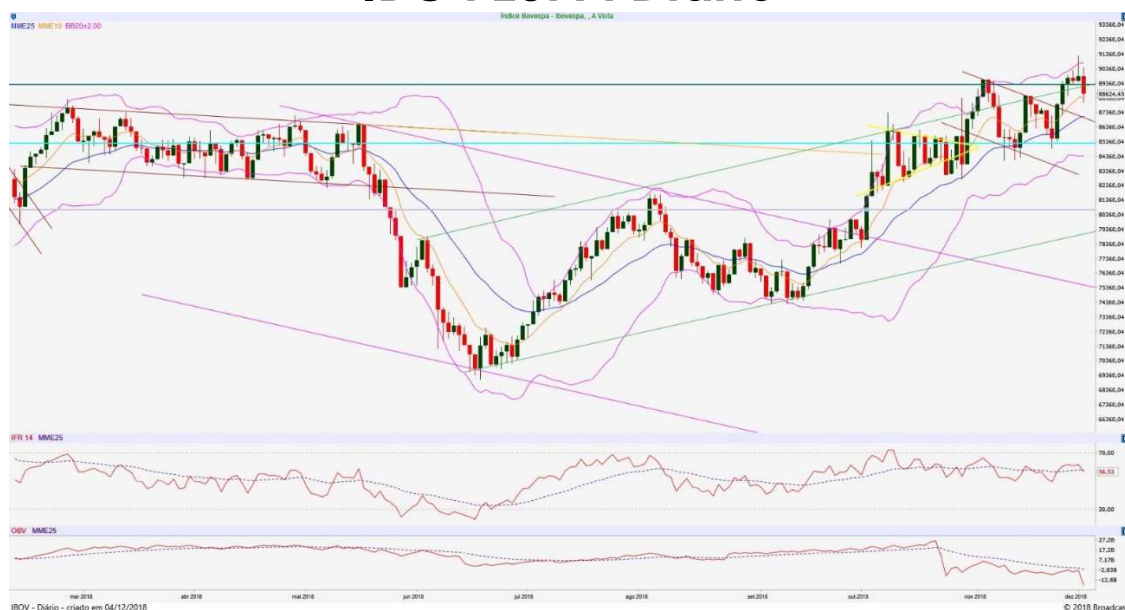 Índice Bovespa - Ibovespa, , A Vista
MME25 MME10 BB20±2,00
93360,04
92360,04
91360,04
90360,04
89360,04
88624,45
87360,04
86360,04
85360,04
84360,04
83360,04
82360,04
81360,04
80360,04
79360,04
78360,04
77360,04
76360,04
75360,04
74360,04
73360,04
72360,04
71360,04
70360,04
69360,04
68360,04
67360,04
66360,04
IFR 14 MME25
70,00
56,53
30,00
OBV MME25
27,2B
17,2B
7,17B
-2,83B
-12,8B
mar 2018 abr 2018 mai 2018 jun 2018 jul 2018 ago 2018 set 2018 out 2018 nov 2018 dez 2018
IBOV - Diário - criado em 04/12/2018 © 2018 Broadcas